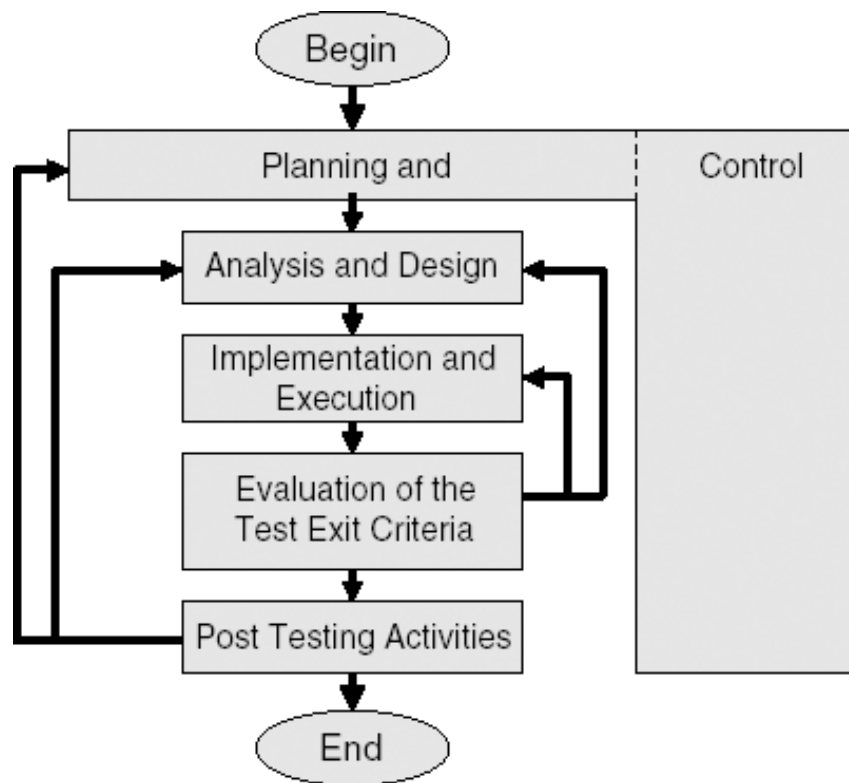 Begin
Planning and Control
Analysis and Design
Implementation and
Execution
Evaluation of the
Test Exit Criteria
Post Testing Activities
End